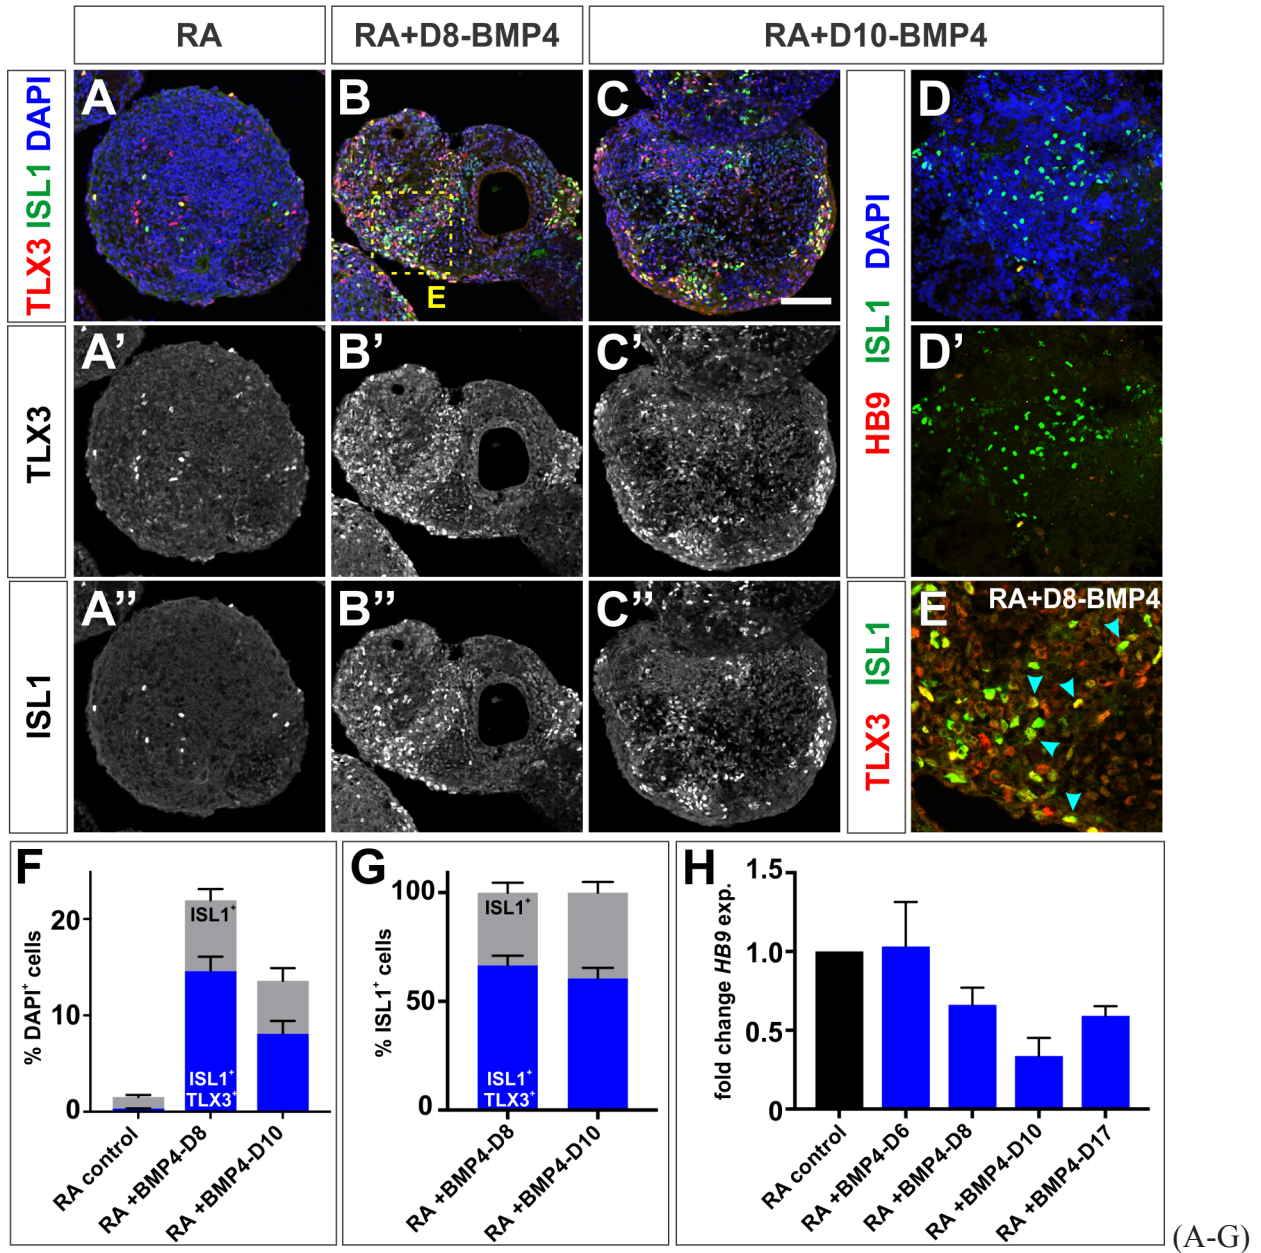 RA
RA+D8-BMP4
RA+D10-BMP4
TLX3 ISL1 DAPI
A
B
E
C
HB9 ISL1 DAPI
D
TLX3
A’
B’
C’
D’
ISL1
A”
B”
C”
TLX3 ISL1
E
RA+D8-BMP4
F
% DAPI⁺ cells
20
10
0
ISL1⁺
ISL1⁺
TLX3⁺
RA control
RA +BMP4-D8
RA +BMP4-D10
G
% ISL1⁺ cells
100
50
0
ISL1⁺
ISL1⁺
TLX3⁺
RA +BMP4-D8
RA +BMP4-D10
H
fold change HB9 exp.
1.5
1.0
0.5
0
RA control
RA +BMP4-D6
RA +BMP4-D8
RA +BMP4-D10
RA +BMP4-D17
(A-G)